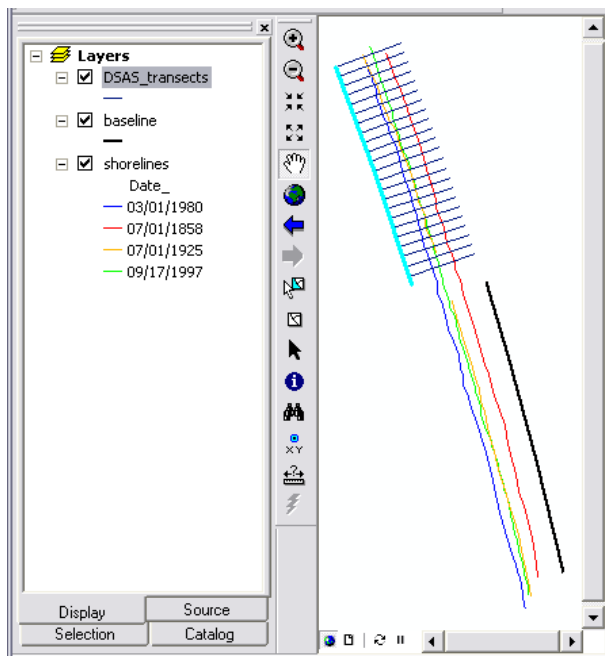 Layers
DSAS_transects
baseline
shorelines
Date_
03/01/1980
07/01/1858
07/01/1925
09/17/1997
XY
Display
Source
Selection
Catalog